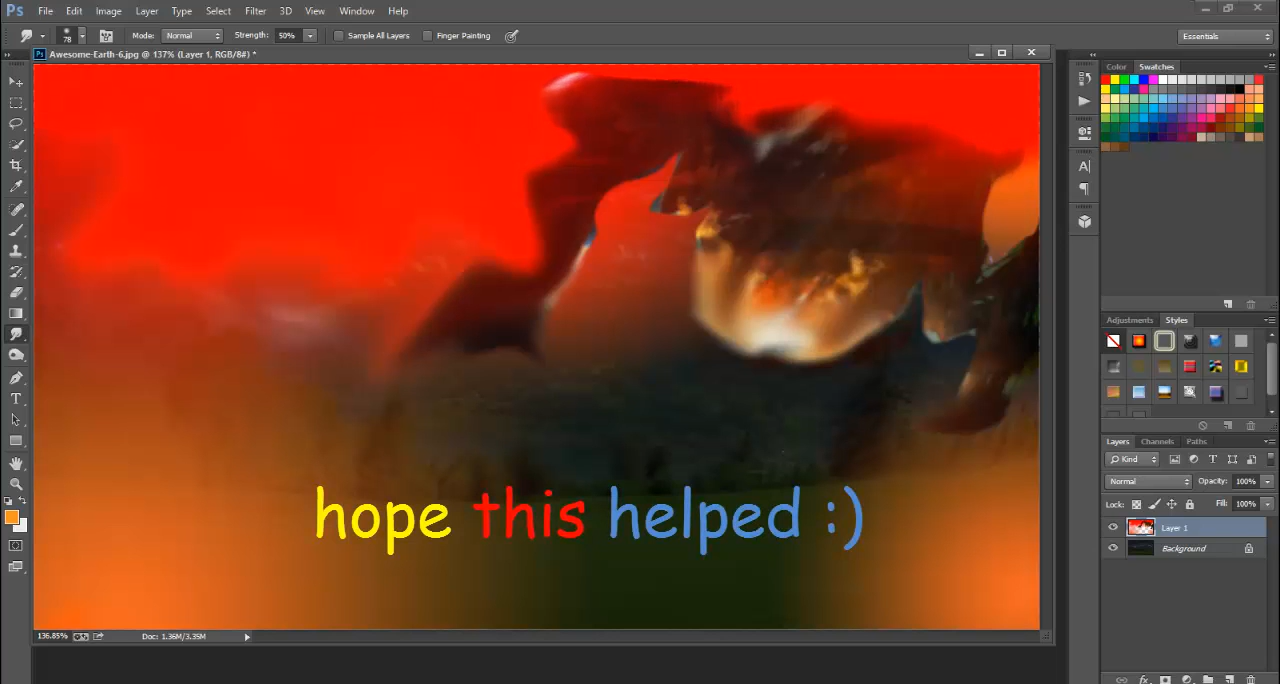 Ps File Edit Image Layer Type Select Filter 3D View Window Help
78 Mode: Normal Strength: 50% Sample All Layers Finger Painting Essentials
Awesome-Earth-6.jpg @ 137% (Layer 1, RGB/8#) *
Color Swatches
Adjustments Styles
Layers Channels Paths
Kind
Normal Opacity: 100%
Lock: Fill: 100%
Layer 1
Background
hope this helped :)
136.85% Doc: 1.36M/3.35M
fx